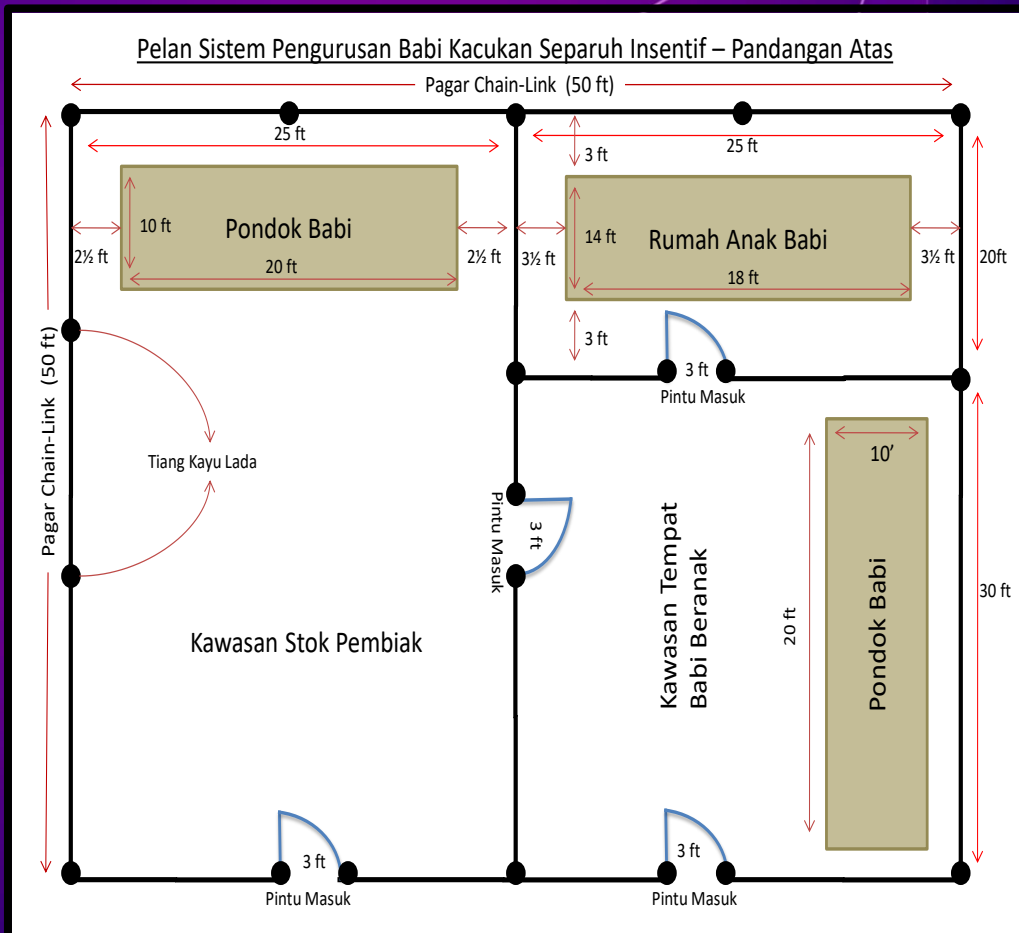 Pelan Sistem Pengurusan Babi Kacukan Separuh Insentif – Pandangan Atas
Pagar Chain-Link (50 ft)
25 ft
3 ft
25 ft
10 ft
Pondok Babi
20 ft
2½ ft
2½ ft
3½ ft
14 ft
Rumah Anak Babi
18 ft
3½ ft
20ft
3 ft
3 ft
Pintu Masuk
Pagar Chain-Link (50 ft)
Tiang Kayu Lada
Pintu Masuk
3 ft
10'
Kawasan Stok Pembiak
Kawasan Tempat
Babi Beranak
20 ft
Pondok Babi
30 ft
3 ft
Pintu Masuk
3 ft
Pintu Masuk